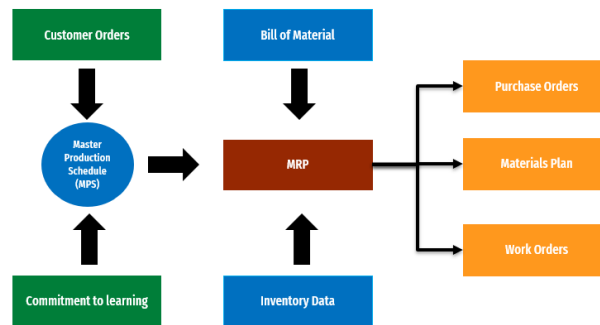 Customer Orders
Bill of Material
Purchase Orders
Master
Production
Schedule
(MPS)
MRP
Materials Plan
Work Orders
Commitment to learning
Inventory Data